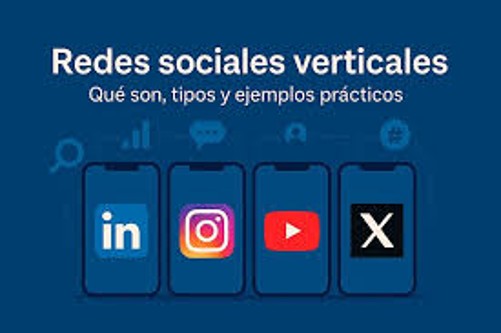 Redes sociales verticales
Qué son, tipos y ejemplos prácticos
#
in
X